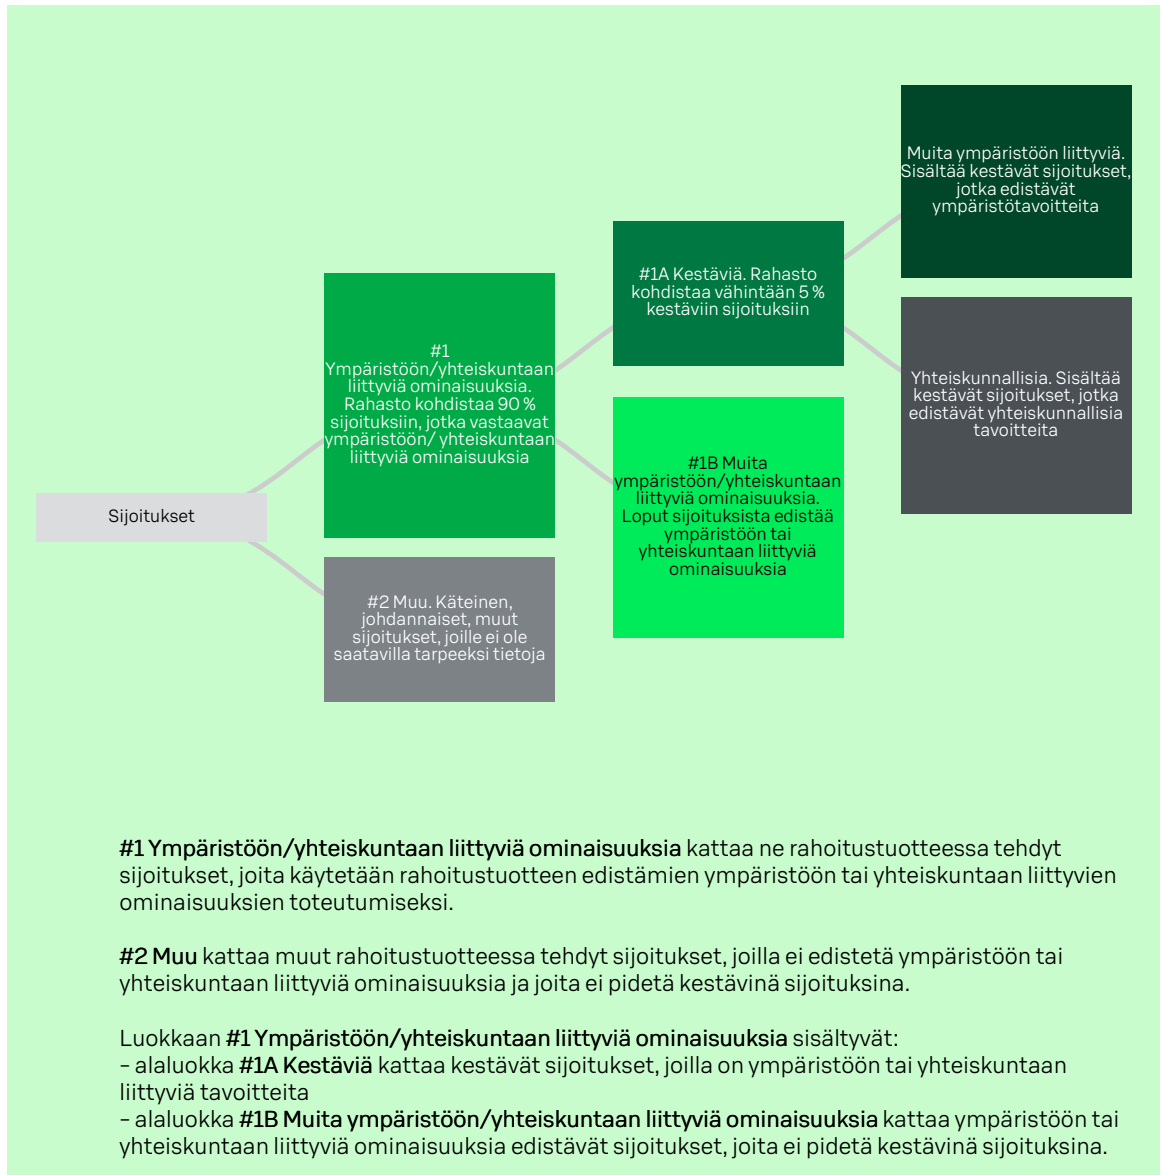 Muita ympäristöön liittyviä.
Sisältää kestävät sijoitukset,
jotka edistävät
ympäristötavoitteita
#1A Kestäviä. Rahasto
kohdistaa vähintään 5 %
kestäviin sijoituksiin
#1
Ympäristöön/yhteiskuntaan
liittyviä ominaisuuksia.
Rahasto kohdistaa 90 %
sijoituksiin, jotka vastaavat
ympäristöön/ yhteiskuntaan
liittyviä ominaisuuksia
Yhteiskunnallisia. Sisältää
kestävät sijoitukset, jotka
edistävät yhteiskunnallisia
tavoitteita
#1B Muita
ympäristöön/yhteiskuntaan
liittyviä ominaisuuksia.
Loput sijoituksista edistää
ympäristöön tai
yhteiskuntaan liittyviä
ominaisuuksia
Sijoitukset
#2 Muu. Käteinen,
johdannaiset, muut
sijoitukset, joille ei ole
saatavilla tarpeeksi tietoja
#1 Ympäristöön/yhteiskuntaan liittyviä ominaisuuksia kattaa ne rahoitustuotteessa tehdyt
sijoitukset, joita käytetään rahoitustuotteen edistämien ympäristöön tai yhteiskuntaan liittyvien
ominaisuuksien toteutumiseksi.
#2 Muu kattaa muut rahoitustuotteessa tehdyt sijoitukset, joilla ei edistetä ympäristöön tai
yhteiskuntaan liittyviä ominaisuuksia ja joita ei pidetä kestävinä sijoituksina.
Luokkaan #1 Ympäristöön/yhteiskuntaan liittyviä ominaisuuksia sisältyvät:
- alaluokka #1A Kestäviä kattaa kestävät sijoitukset, joilla on ympäristöön tai yhteiskuntaan
liittyviä tavoitteita
- alaluokka #1B Muita ympäristöön/yhteiskuntaan liittyviä ominaisuuksia kattaa ympäristöön tai
yhteiskuntaan liittyviä ominaisuuksia edistävät sijoitukset, joita ei pidetä kestävinä sijoituksina.